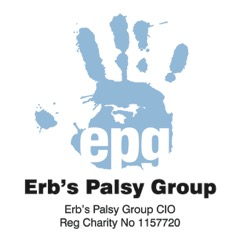 epg
Erb's Palsy Group
Erb's Palsy Group CIO
Reg Charity No 1157720